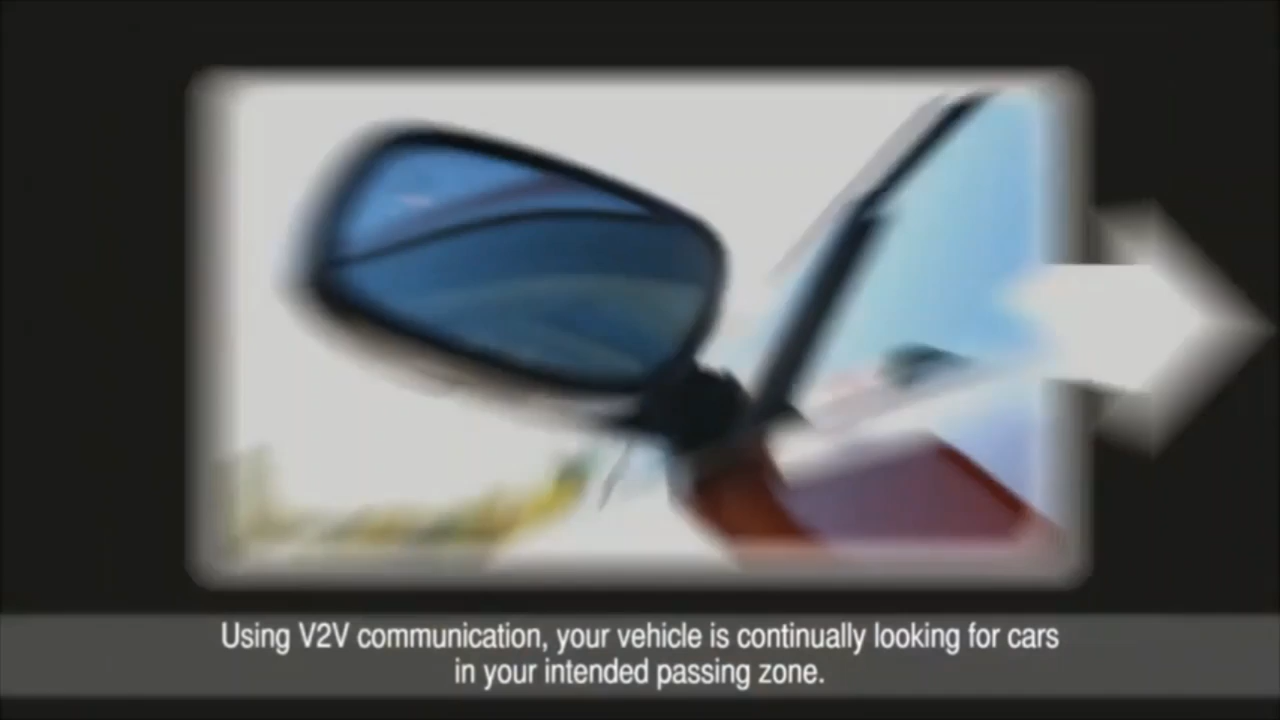 Using V2V communication, your vehicle is continually looking for cars
in your intended passing zone.